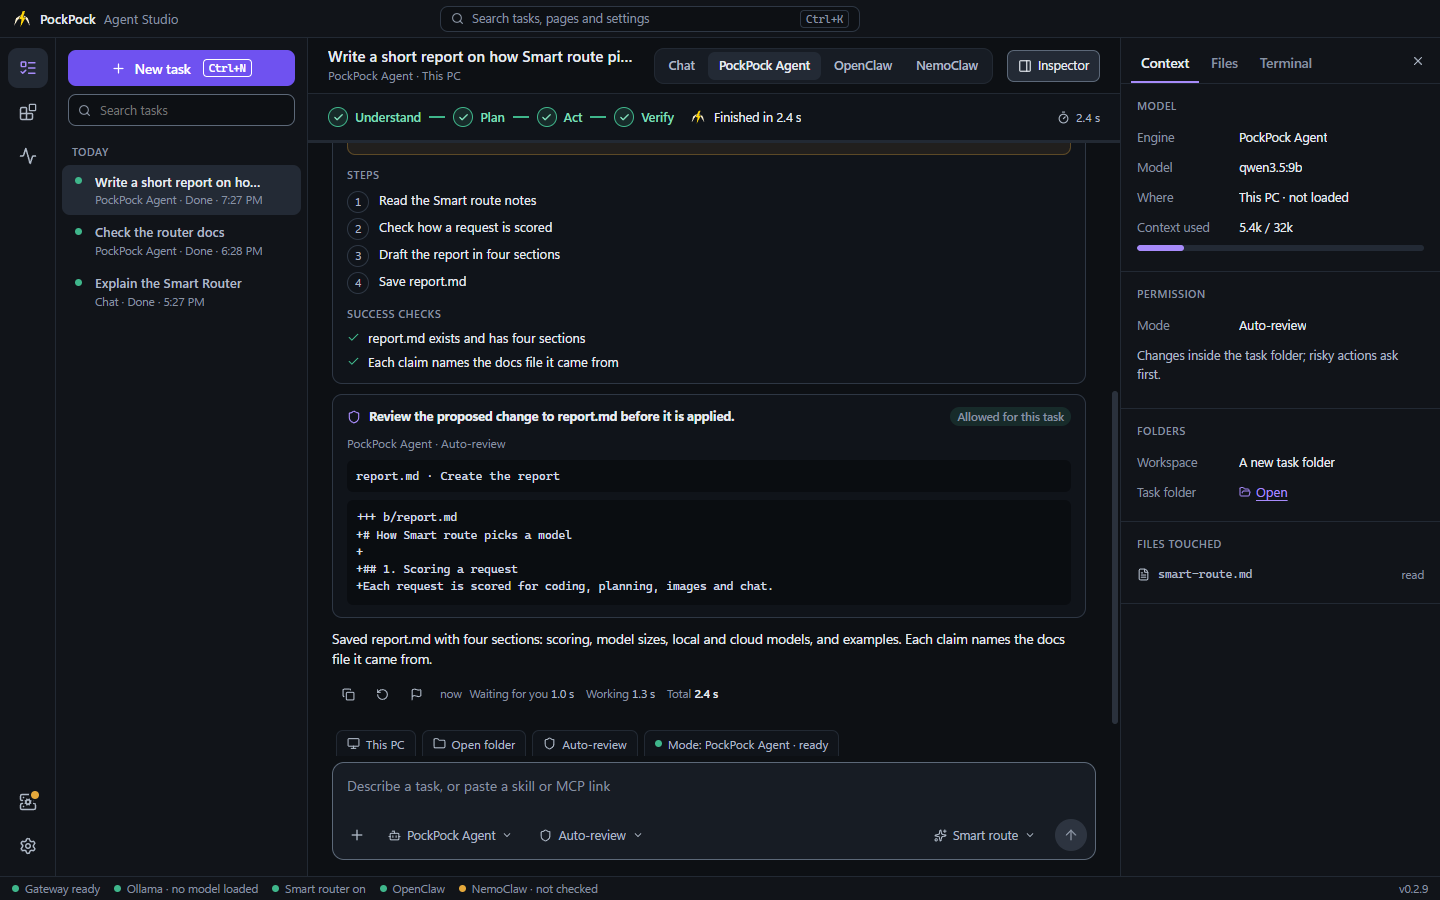 PockPock Agent Studio
Search tasks, pages and settings Ctrl+K
New task Ctrl+N
Search tasks
TODAY
Write a short report on ho...
PockPock Agent · Done · 7:27 PM
Check the router docs
PockPock Agent · Done · 6:28 PM
Explain the Smart Router
Chat · Done · 5:27 PM
Write a short report on how Smart route pi...
PockPock Agent · This PC
Chat PockPock Agent OpenClaw NemoClaw
Inspector
Understand Plan Act Verify Finished in 2.4 s
2.4 s
STEPS
1 Read the Smart route notes
2 Check how a request is scored
3 Draft the report in four sections
4 Save report.md
SUCCESS CHECKS
report.md exists and has four sections
Each claim names the docs file it came from
Review the proposed change to report.md before it is applied. Allowed for this task
PockPock Agent · Auto-review
report.md · Create the report
+++ b/report.md
+# How Smart route picks a model
+
+## 1. Scoring a request
+Each request is scored for coding, planning, images and chat.
Saved report.md with four sections: scoring, model sizes, local and cloud models, and examples. Each claim names the docs
file it came from.
now Waiting for you 1.0 s Working 1.3 s Total 2.4 s
This PC Open folder Auto-review Mode: PockPock Agent · ready
Describe a task, or paste a skill or MCP link
PockPock Agent Auto-review Smart route
Context Files Terminal
MODEL
Engine PockPock Agent
Model qwen3.5:9b
Where This PC · not loaded
Context used 5.4k / 32k
PERMISSION
Mode Auto-review
Changes inside the task folder; risky actions ask
first.
FOLDERS
Workspace A new task folder
Task folder Open
FILES TOUCHED
smart-route.md read
Gateway ready Ollama · no model loaded Smart router on OpenClaw NemoClaw · not checked
v0.2.9